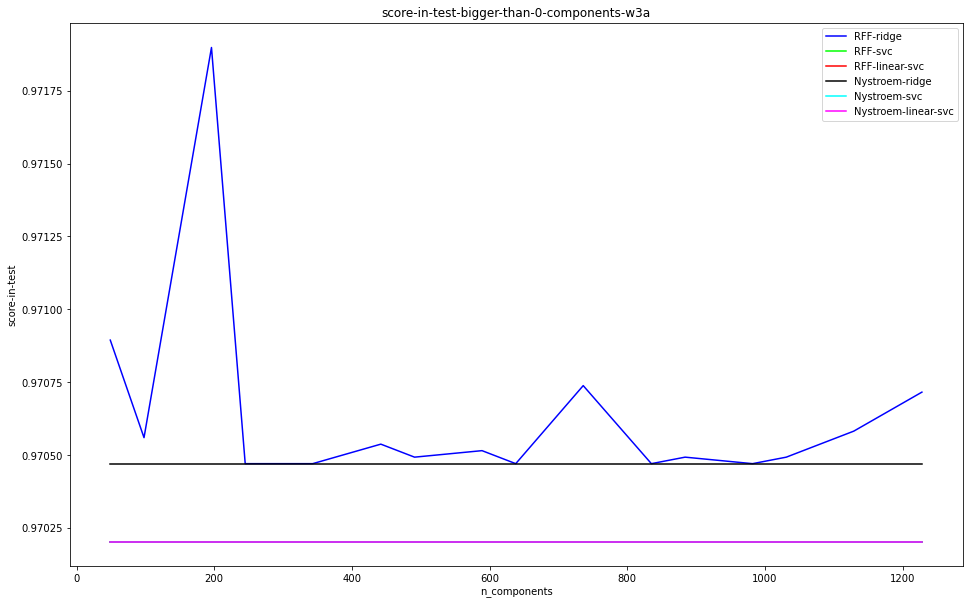 score-in-test-bigger-than-0-components-w3a
RFF-ridge
RFF-svc
RFF-linear-svc
Nystroem-ridge
Nystroem-svc
Nystroem-linear-svc
0.97175
0.97150
0.97125
0.97100
0.97075
0.97050
0.97025
score-in-test
0 200 400 600 800 1000 1200
n_components